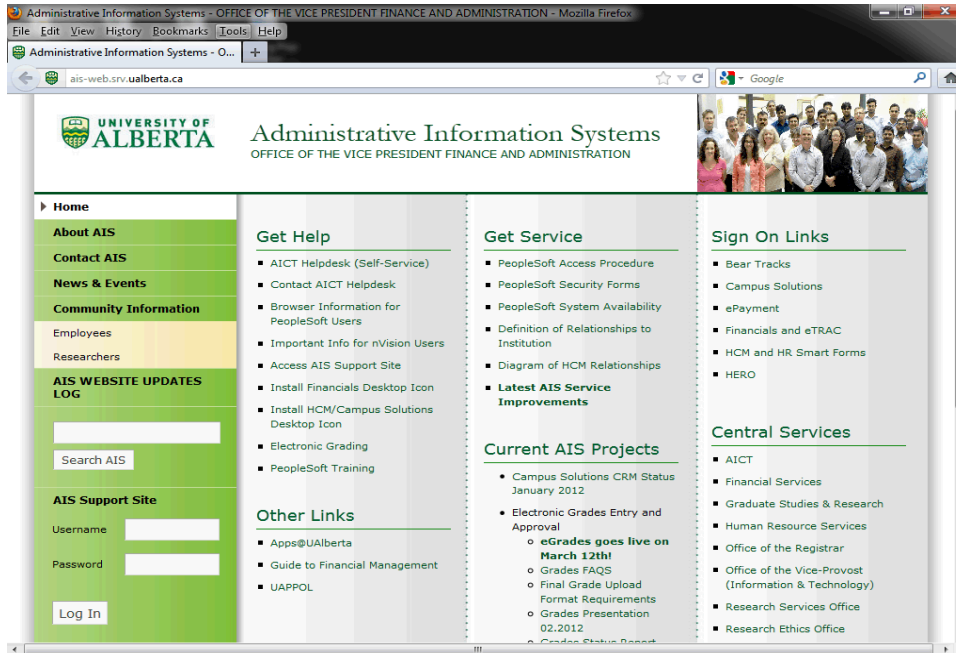 Administrative Information Systems - OFFICE OF THE VICE PRESIDENT FINANCE AND ADMINISTRATION - Mozilla Firefox
File Edit View History Bookmarks Tools Help
Administrative Information Systems - O...
ais-web.srv.ualberta.ca
Google
UNIVERSITY OF
ALBERTA
Administrative Information Systems
OFFICE OF THE VICE PRESIDENT FINANCE AND ADMINISTRATION
Home
About AIS
Contact AIS
News & Events
Community Information
Employees
Researchers
AIS WEBSITE UPDATES
LOG
Search AIS
AIS Support Site
Username
Password
Log In
Get Help
AICT Helpdesk (Self-Service)
Contact AICT Helpdesk
Browser Information for
PeopleSoft Users
Important Info for nVision Users
Access AIS Support Site
Install Financials Desktop Icon
Install HCM/Campus Solutions
Desktop Icon
Electronic Grading
PeopleSoft Training
Other Links
Apps@UAlberta
Guide to Financial Management
UAPPOL
Get Service
PeopleSoft Access Procedure
PeopleSoft Security Forms
PeopleSoft System Availability
Definition of Relationships to
Institution
Diagram of HCM Relationships
Latest AIS Service
Improvements
Current AIS Projects
Campus Solutions CRM Status
January 2012
Electronic Grades Entry and
Approval
eGrades goes live on
March 12th!
Grades FAQS
Final Grade Upload
Format Requirements
Grades Presentation
02.2012
Grades Status Report
Sign On Links
Bear Tracks
Campus Solutions
ePayment
Financials and eTRAC
HCM and HR Smart Forms
HERO
Central Services
AICT
Financial Services
Graduate Studies & Research
Human Resource Services
Office of the Registrar
Office of the Vice-Provost
(Information & Technology)
Research Services Office
Research Ethics Office